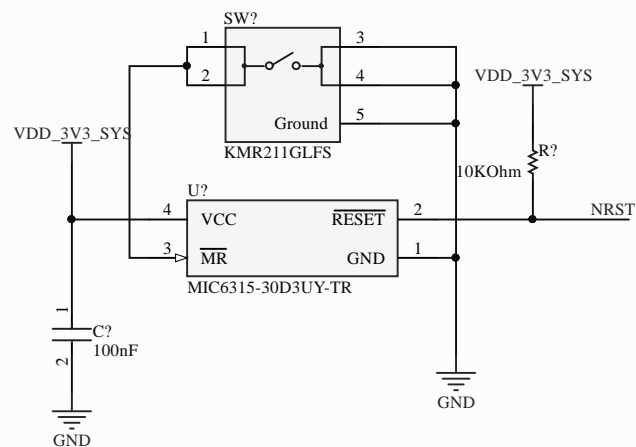 SW?
1
2
3
4
5
Ground
KMR211GLFS
VDD_3V3_SYS
VDD_3V3_SYS
R?
10KOhm
U?
4
VCC
RESET
2
NRST
3
MR
GND
1
MIC6315-30D3UY-TR
1
C?
100nF
2
GND
GND